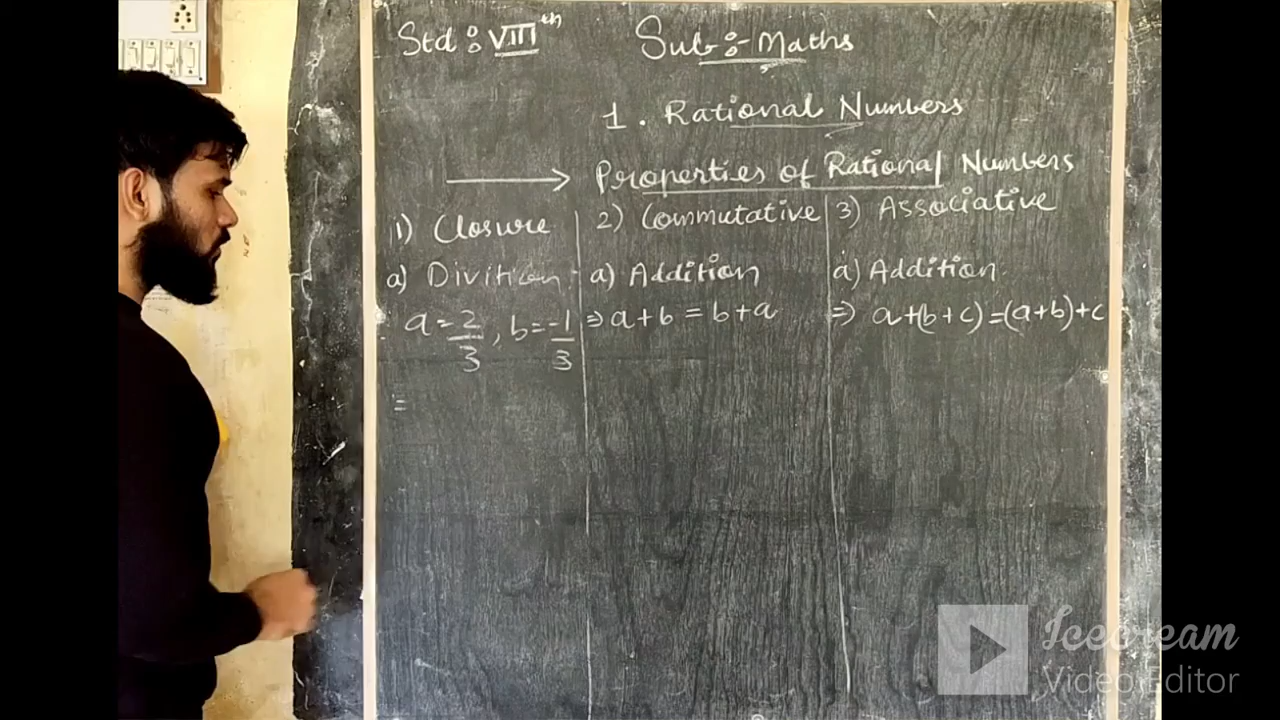 Std : VIIIth
Sub :- Maths
1. Rational Numbers
Properties of Rational Numbers
1) Closure
a) Divition
a = 2/3, b = -1/3
=
2) Commutative
a) Addition
⇒ a + b = b + a
3) Associative
a) Addition
⇒ a+(b+c)=(a+b)+c
Icecream
Video Editor